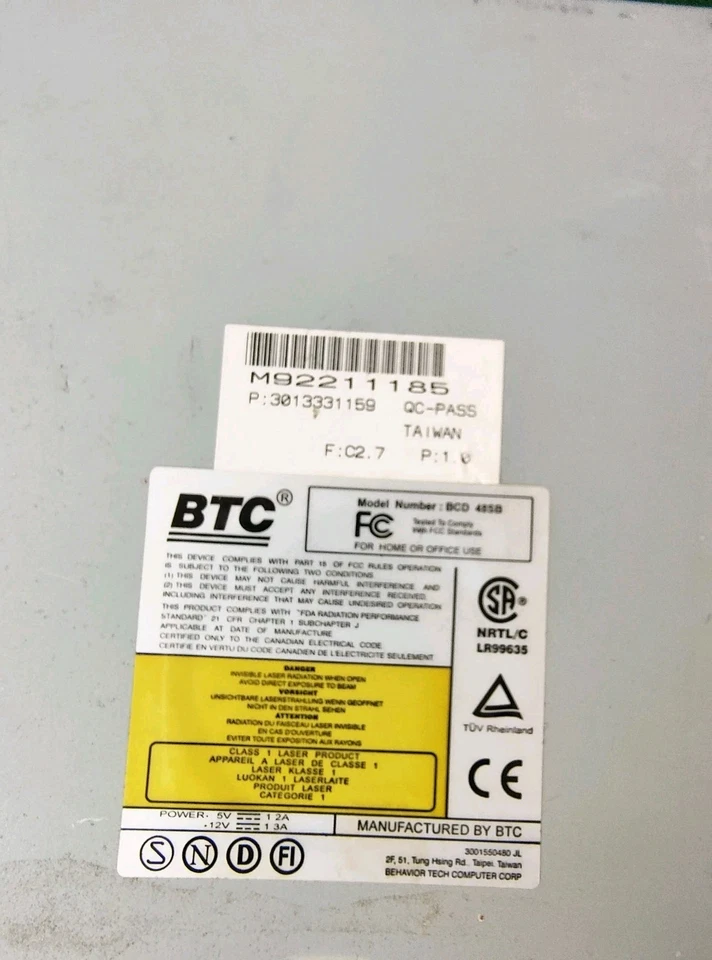 M92211185
P:3013331159 QC-PASS
TAIWAN
F:C2.7 P:1.0
BTC®
Model Number : BCD 48SB
FC Tested To Comply
With FCC Standards
FOR HOME OR OFFICE USE
THIS DEVICE COMPLIES WITH PART 15 OF FCC RULES OPERATION
IS SUBJECT TO THE FOLLOWING TWO CONDITIONS
(1) THIS DEVICE MAY NOT CAUSE HARMFUL INTERFERENCE AND
(2) THIS DEVICE MUST ACCEPT ANY INTERFERENCE RECEIVED,
INCLUDING INTERFERENCE THAT MAY CAUSE UNDESIRED OPERATION
THIS PRODUCT COMPLIES WITH "FDA RADIATION PERFORMANCE
STANDARD" 21 CFR CHAPTER 1 SUBCHAPTER J
APPLICABLE AT DATE OF MANUFACTURE
CERTIFIED ONLY TO THE CANADIAN ELECTRICAL CODE
CERTIFIE EN VERTU DU CODE CANADIEN DE L'ELECTRICITE SEULEMENT
SA®
NRTL/C
LR99635
TÜV Rheinland
CE
DANGER
INVISIBLE LASER RADIATION WHEN OPEN
AVOID DIRECT EXPOSURE TO BEAM
VORSICHT
UNSICHTBARE LASERSTRAHLUNG WENN GEOFFNET
NICHT IN DEN STRAHL SEHEN
ATTENTION
RADIATION DU FAISCEAU LASER INVISIBLE
EN CAS D'OUVERTURE
EVITER TOUTE EXPOSITION AUX RAYONS
CLASS 1 LASER PRODUCT
APPAREIL A LASER DE CLASSE 1
LASER KLASSE 1
LUOKAN 1 LASERLAITE
PRODUIT LASER
CATEGORIE 1
POWER: 5V 1.2A
12V 1.3A
MANUFACTURED BY BTC
S N D FI
3001550480 JL
2F, 51, Tung Hsing Rd., Taipei, Taiwan
BEHAVIOR TECH COMPUTER CORP